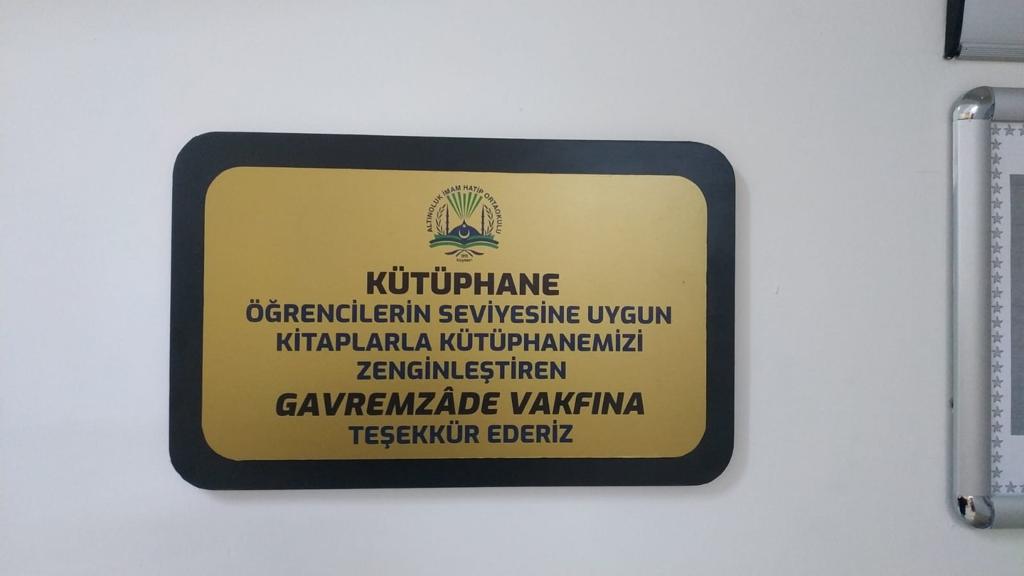 ALTINOLUK İMAM HATİP ORTAOKULU
KÜTÜPHANE
ÖĞRENCİLERİN SEVİYESİNE UYGUN
KİTAPLARLA KÜTÜPHANEMİZİ
ZENGİNLEŞTİREN
GAVREMZÂDE VAKFINA
TEŞEKKÜR EDERİZ